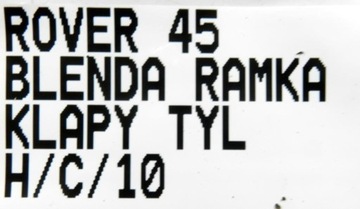 ROVER 45
BLENDA RAMKA
KLAPY TYL
H/C/10